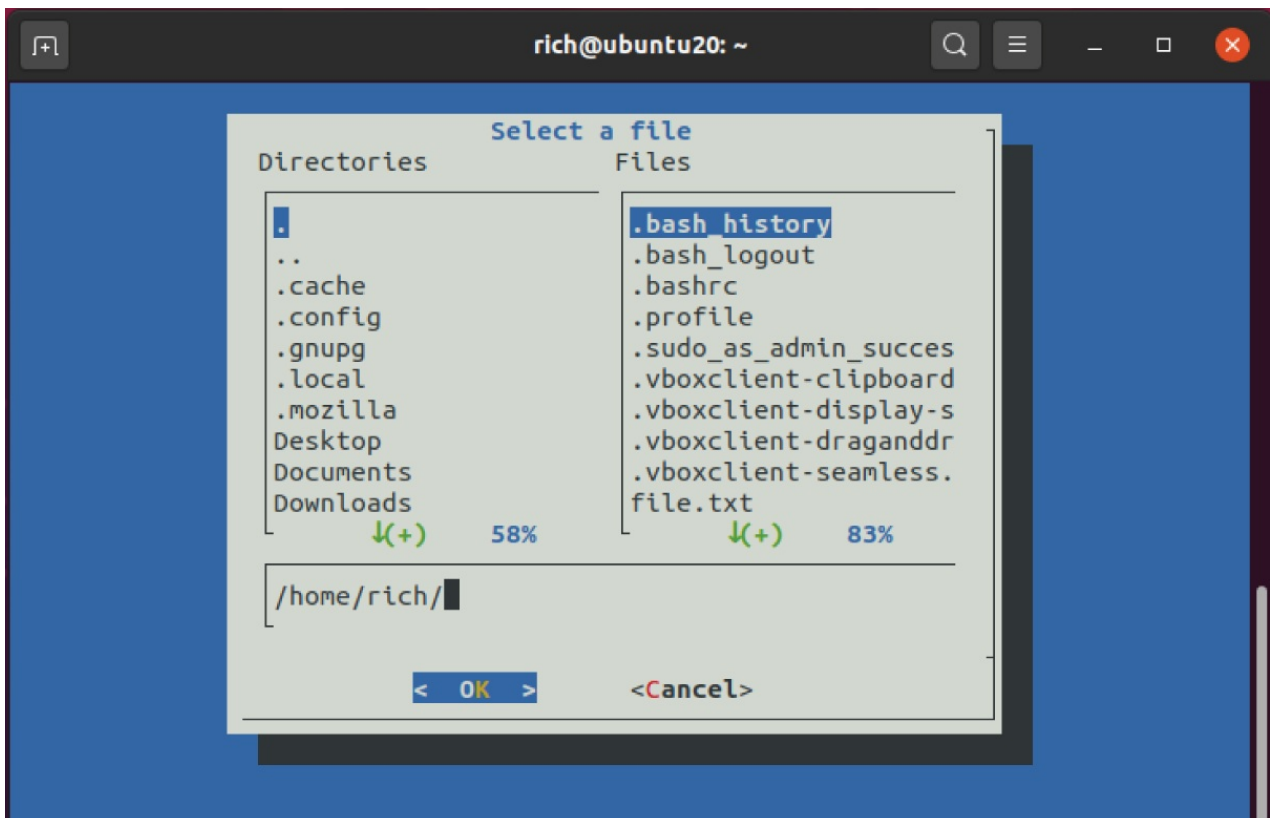 rich@ubuntu20: ~
Select a file
Directories Files
. .bash_history
.. .bash_logout
.cache .bashrc
.config .profile
.gnupg .sudo_as_admin_succes
.local .vboxclient-clipboard
.mozilla .vboxclient-display-s
Desktop .vboxclient-draganddr
Documents .vboxclient-seamless.
Downloads file.txt
↓(+) 58% ↓(+) 83%
/home/rich/
< OK > <Cancel>